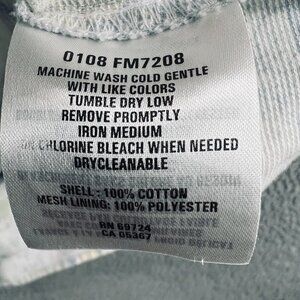 0108 FM7208
MACHINE WASH COLD GENTLE
WITH LIKE COLORS
TUMBLE DRY LOW
REMOVE PROMPTLY
IRON MEDIUM
CHLORINE BLEACH WHEN NEEDED
DRYCLEANABLE
SHELL: 100% COTTON
MESH LINING: 100% POLYESTER
RN 69724
CA 05367